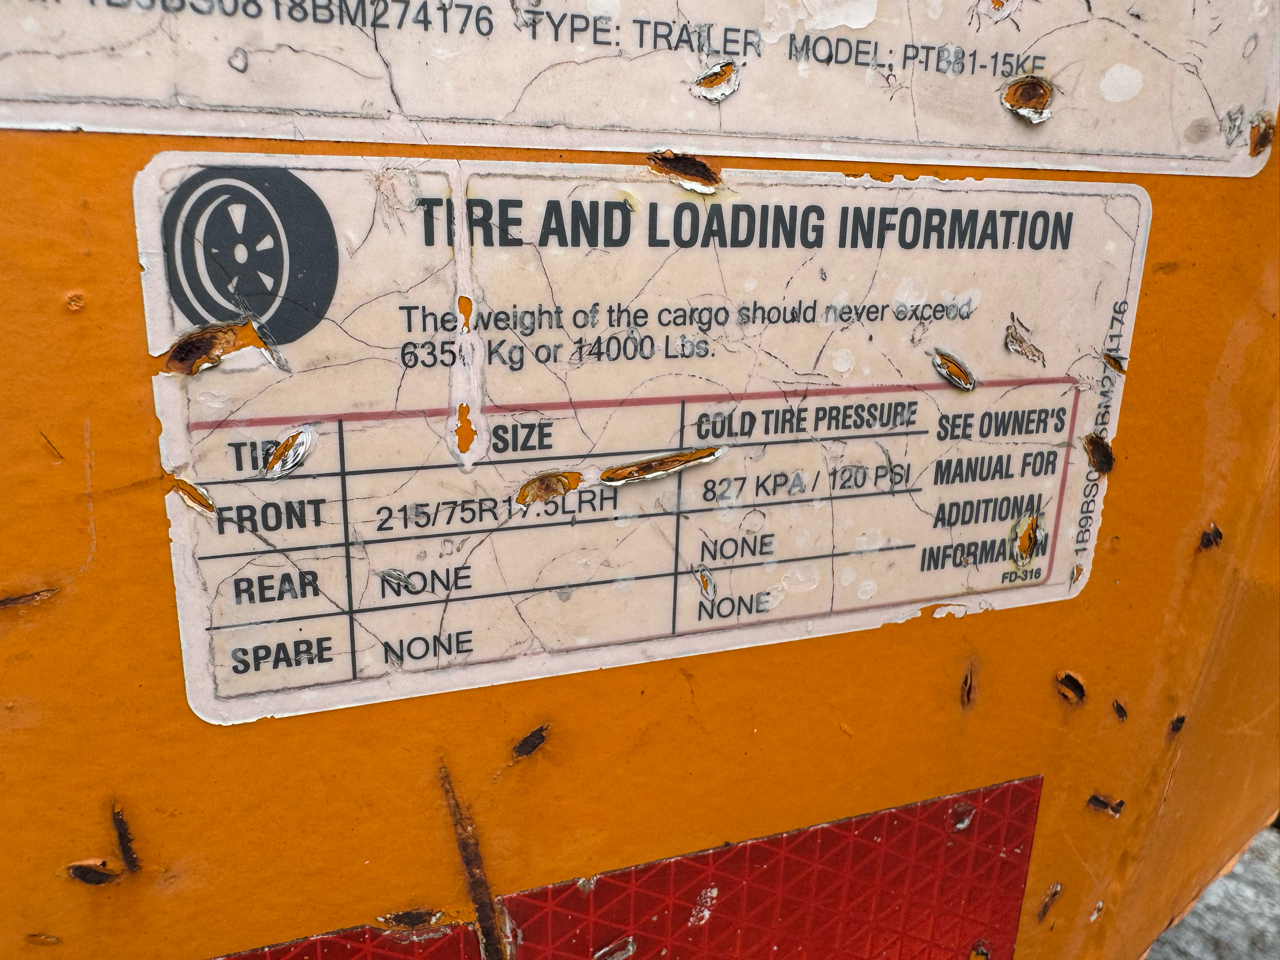 TYPE: TRAILER MODEL: PTB81-15KE
TIRE AND LOADING INFORMATION
The weight of the cargo should never exceed
6350 Kg or 14000 Lbs.
TIRE SIZE COLD TIRE PRESSURE
FRONT 215/75R17.5LRH 827 KPA / 120 PSI
REAR NONE NONE
SPARE NONE NONE
SEE OWNER'S
MANUAL FOR
ADDITIONAL
INFORMATION
FD-316